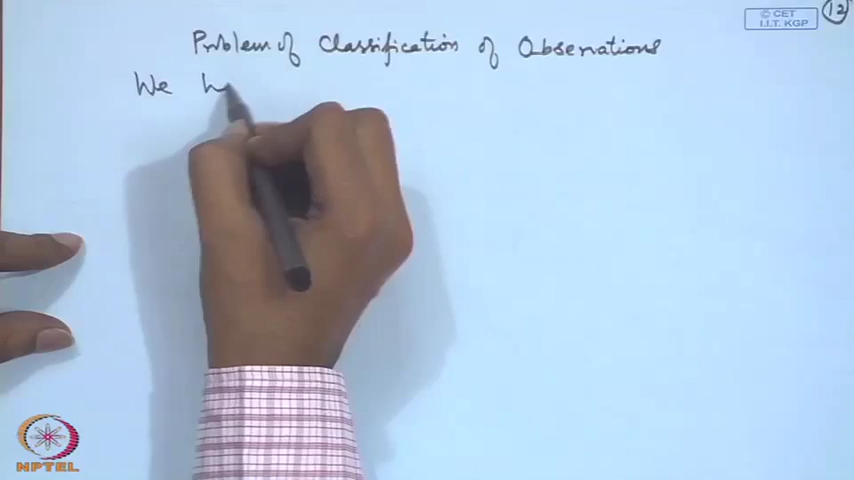 Problem of Classification of Observations
We h
© CET
I.I.T. KGP
12
NPTEL